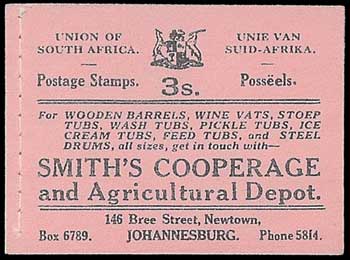 UNION OF UNIE VAN
SOUTH AFRICA. SUID-AFRIKA.
Postage Stamps. Posseëls.
3s.
For WOODEN BARRELS, WINE VATS, STOEP
TUBS, WASH TUBS, PICKLE TUBS, ICE
CREAM TUBS, FEED TUBS, and STEEL
DRUMS, all sizes, get in touch with—
SMITH'S COOPERAGE
and Agricultural Depot.
146 Bree Street, Newtown,
Box 6789. JOHANNESBURG. Phone 5814.